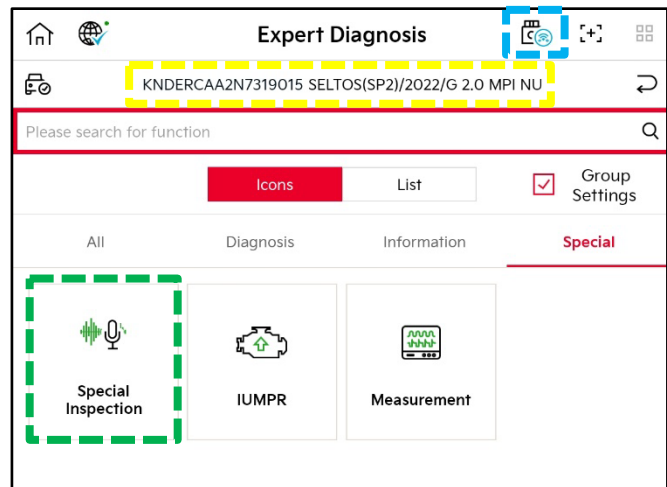 Expert Diagnosis
KNDERCAA2N7319015 SELTOS(SP2)/2022/G 2.0 MPI NU
Please search for function
Icons
List
Group
Settings
All
Diagnosis
Information
Special
Special
Inspection
IUMPR
Measurement